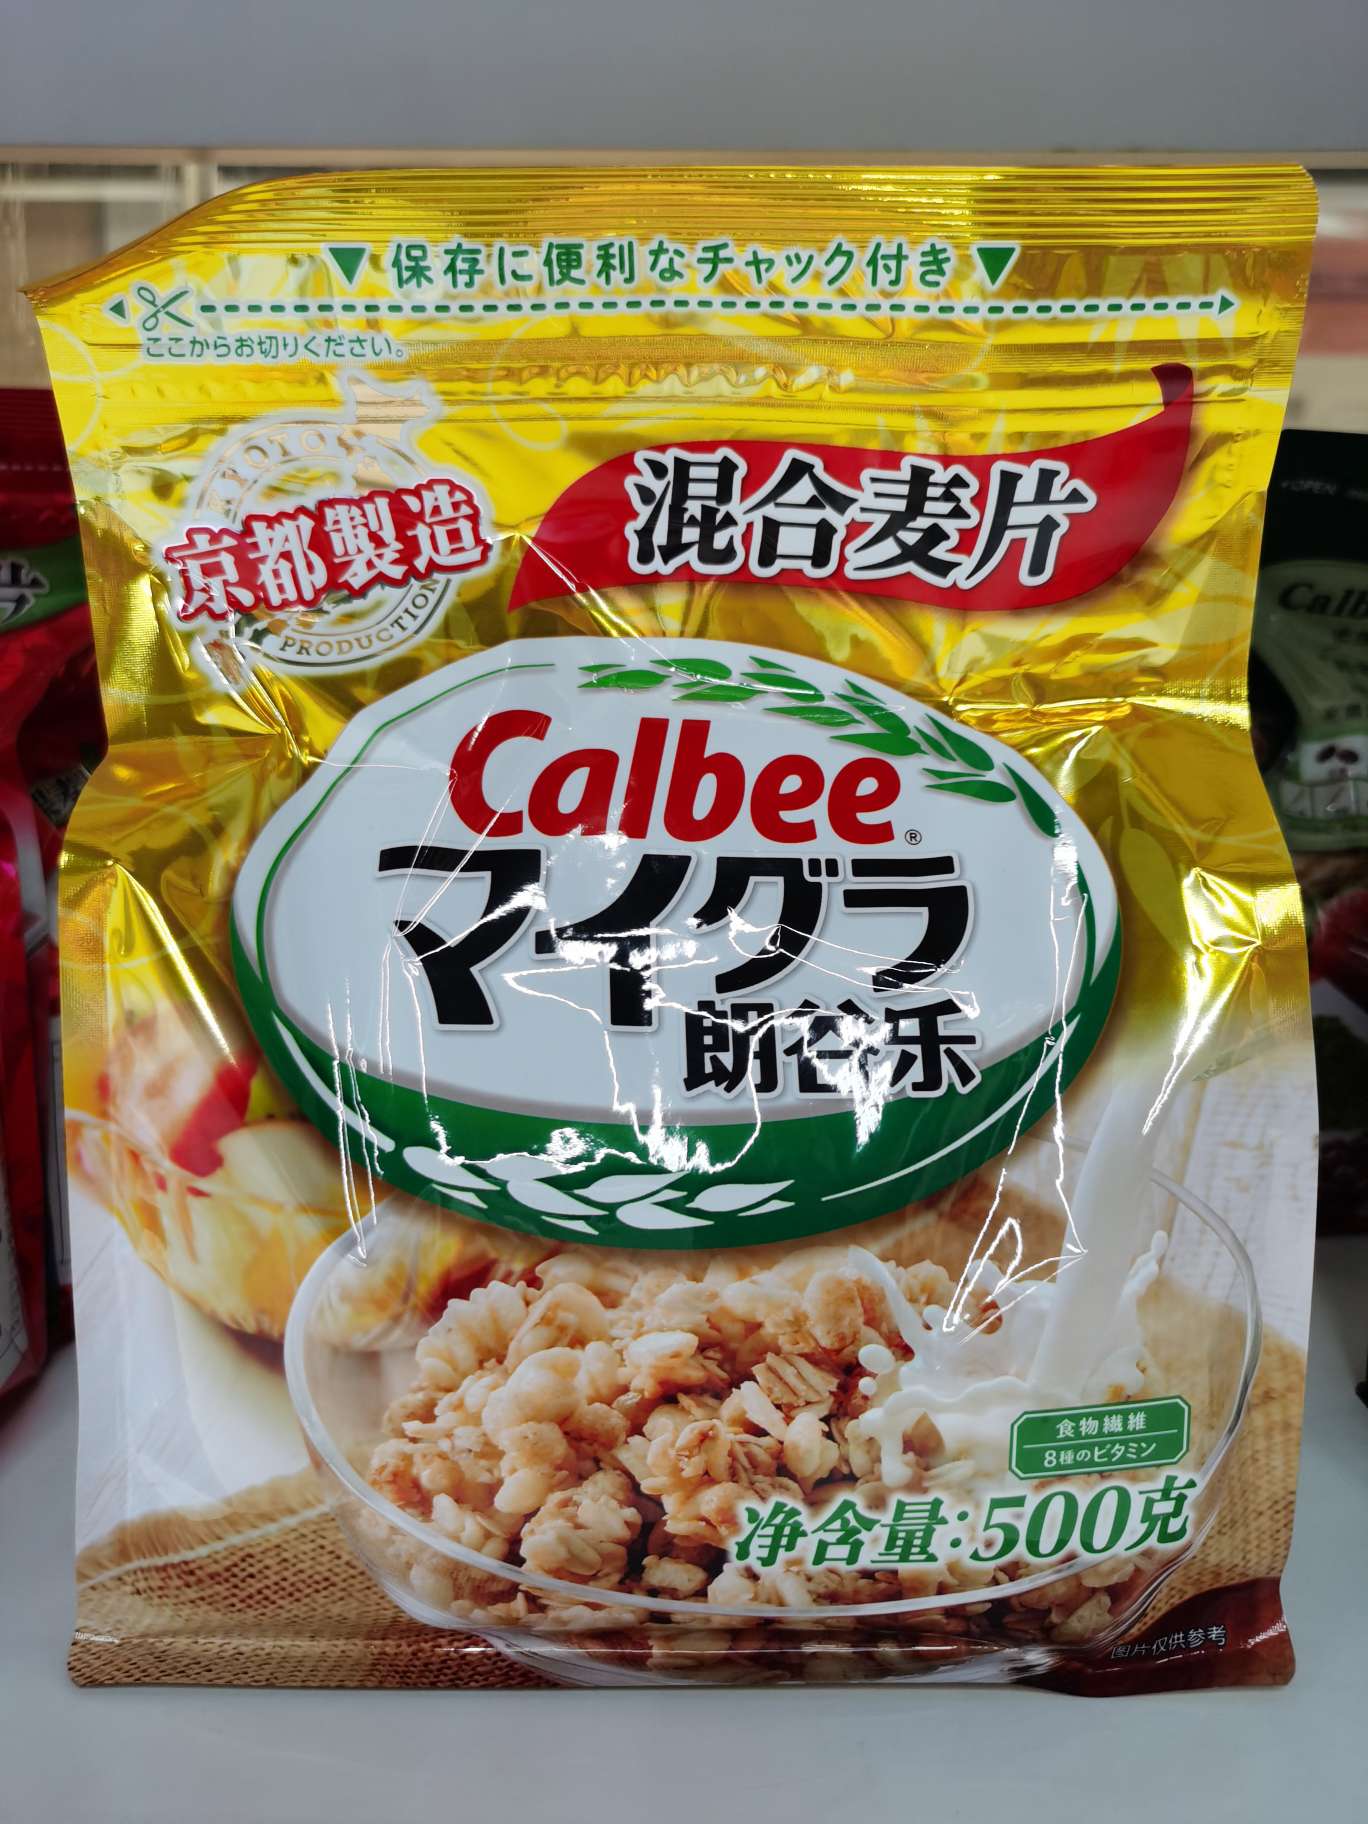 ▼保存に便利なチャック付き▼
ここからお切りください。
KYOTO
京都製造
PRODUCTION
混合麦片
Calbee®
マイグラ
朗谷乐
食物繊維
8種のビタミン
净含量:500克
图片仅供参考